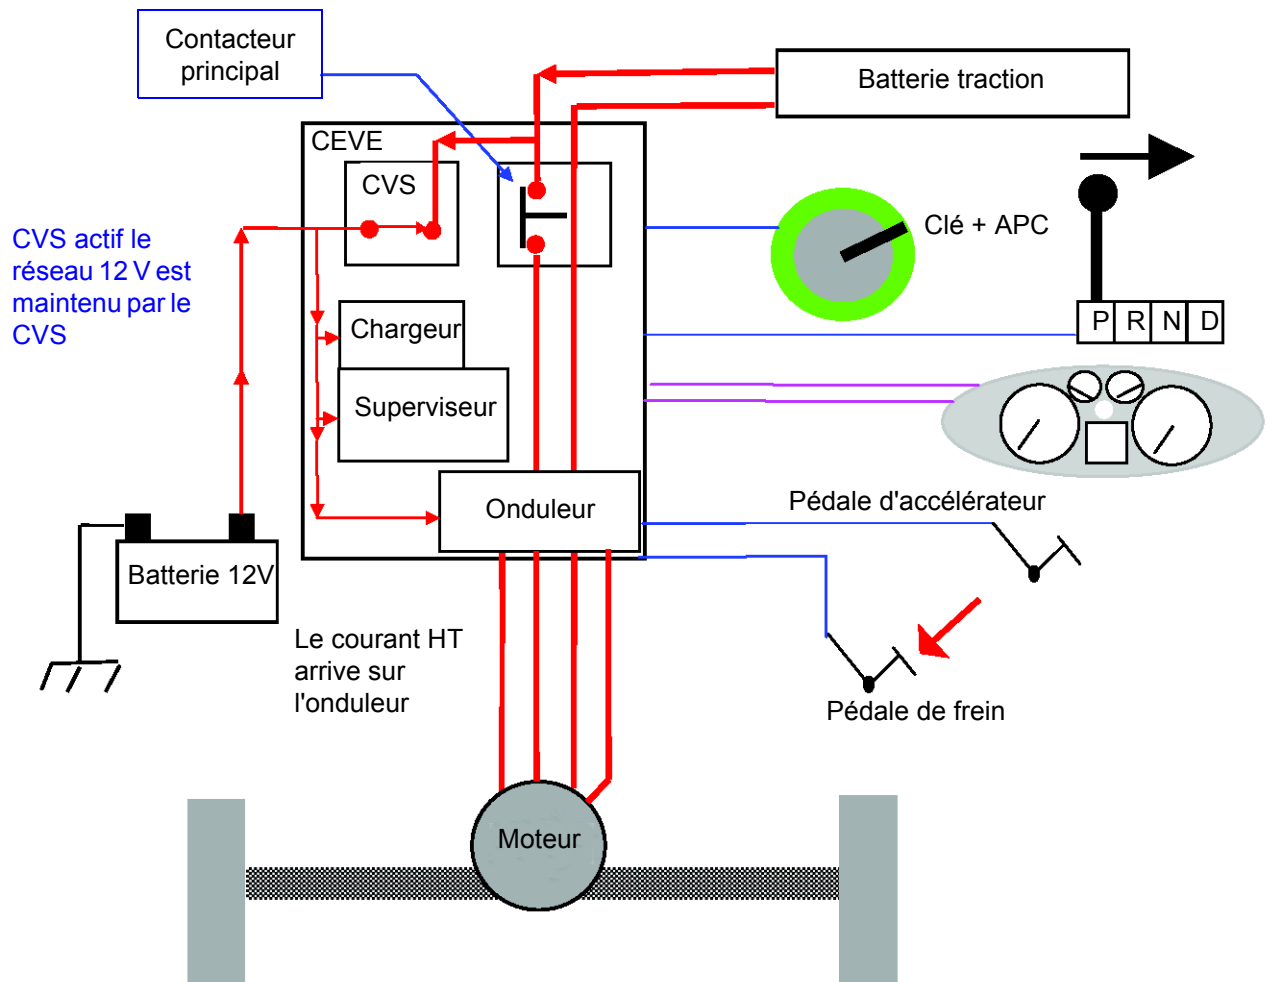 Contacteur
principal
Batterie traction
CEVE
CVS
Clé + APC
CVS actif le
réseau 12 V est
maintenu par le
CVS
P R N D
Chargeur
Superviseur
Onduleur
Pédale d'accélérateur
Batterie 12V
Le courant HT
arrive sur
l'onduleur
Pédale de frein
Moteur